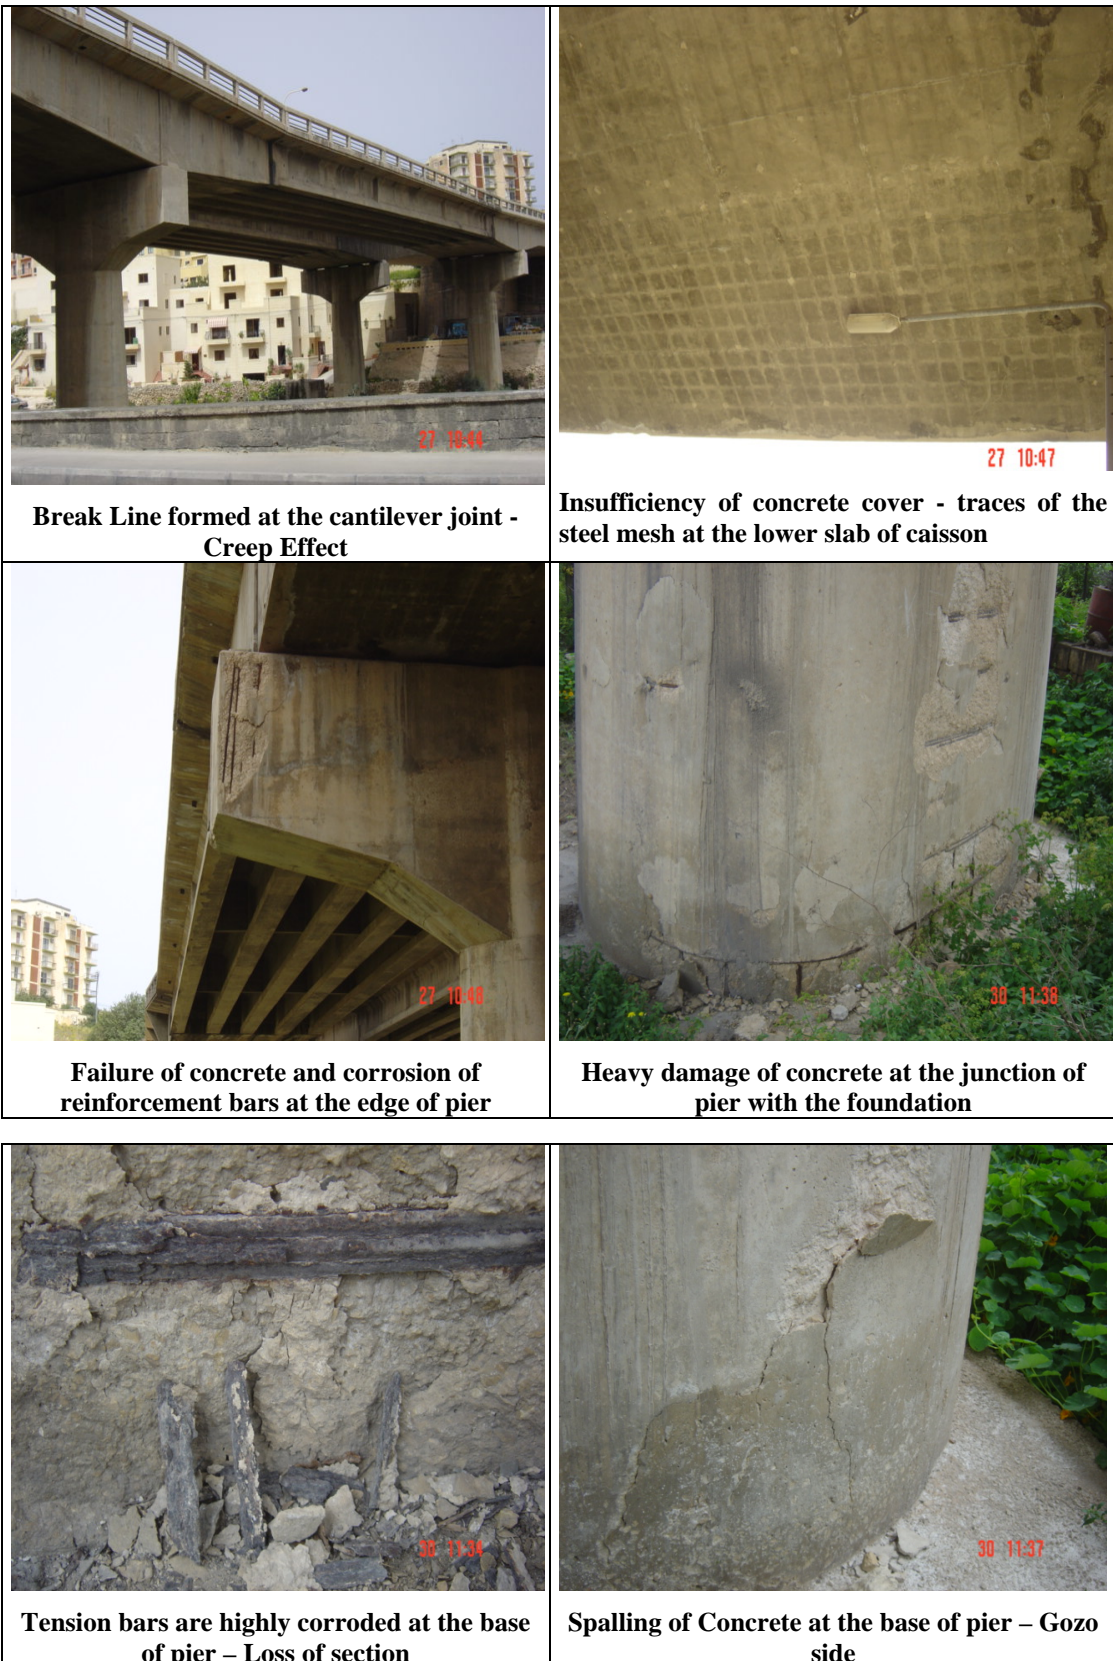 27 10:44
27 10:47
Break Line formed at the cantilever joint -
Creep Effect
Insufficiency of concrete cover - traces of the
steel mesh at the lower slab of caisson
27 10:48
30 11:38
Failure of concrete and corrosion of
reinforcement bars at the edge of pier
Heavy damage of concrete at the junction of
pier with the foundation
30 11:34
30 11:37
Tension bars are highly corroded at the base
of pier – Loss of section
Spalling of Concrete at the base of pier – Gozo
side